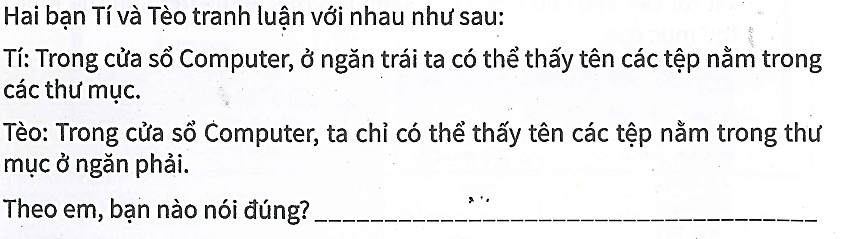 Hai bạn Tí và Tèo tranh luận với nhau như sau:
Tí: Trong cửa sổ Computer, ở ngăn trái ta có thể thấy tên các tệp nằm trong
các thư mục.
Tèo: Trong cửa sổ Computer, ta chỉ có thể thấy tên các tệp nằm trong thư
mục ở ngăn phải.
Theo em, bạn nào nói đúng? ___________________________________